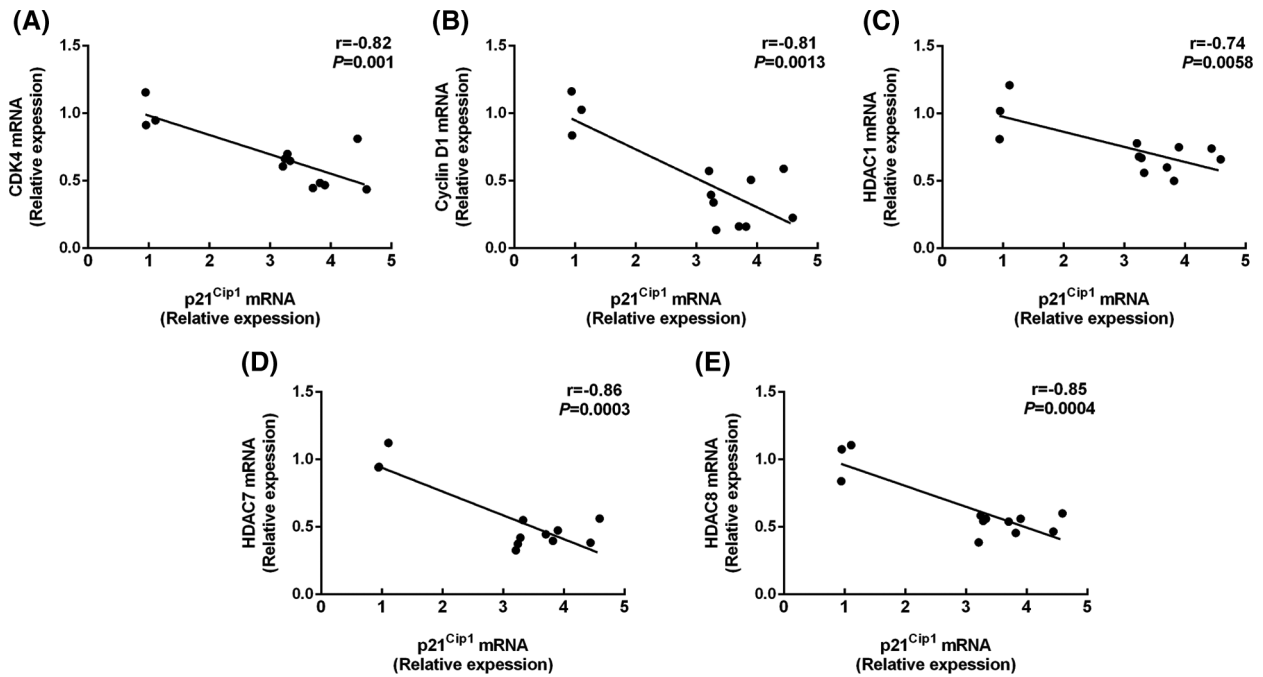 (A)
r=-0.82
P=0.001
CDK4 mRNA
(Relative expession)
1.5
1.0
0.5
0.0
0 1 2 3 4 5
p21Cip1 mRNA
(Relative expession)
(B)
r=-0.81
P=0.0013
Cyclin D1 mRNA
(Relative expession)
1.5
1.0
0.5
0.0
0 1 2 3 4 5
p21Cip1 mRNA
(Relative expession)
(C)
r=-0.74
P=0.0058
HDAC1 mRNA
(Relative expession)
1.5
1.0
0.5
0.0
0 1 2 3 4 5
p21Cip1 mRNA
(Relative expession)
(D)
r=-0.86
P=0.0003
HDAC7 mRNA
(Relative expession)
1.5
1.0
0.5
0.0
0 1 2 3 4 5
p21Cip1 mRNA
(Relative expession)
(E)
r=-0.85
P=0.0004
HDAC8 mRNA
(Relative expession)
1.5
1.0
0.5
0.0
0 1 2 3 4 5
p21Cip1 mRNA
(Relative expession)